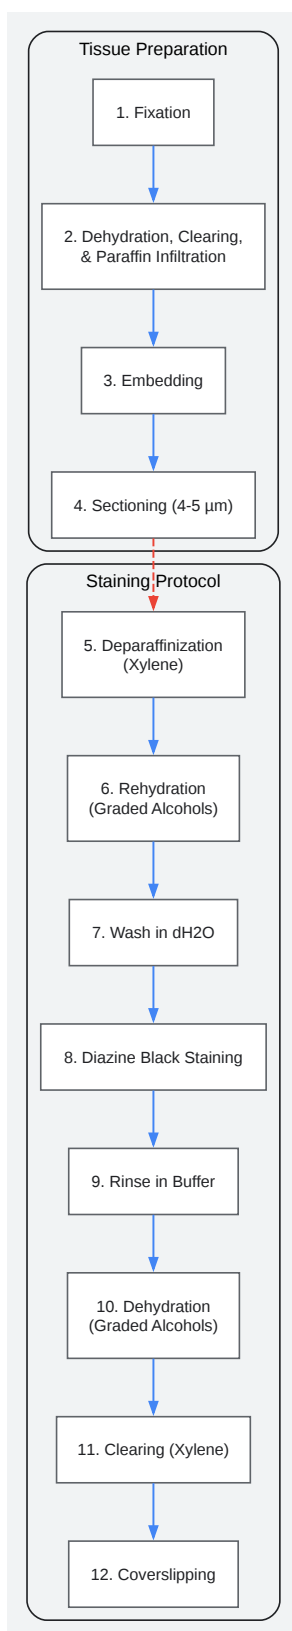 Tissue Preparation
1. Fixation
2. Dehydration, Clearing,
& Paraffin Infiltration
3. Embedding
4. Sectioning (4-5 µm)
Staining Protocol
5. Deparaffinization
(Xylene)
6. Rehydration
(Graded Alcohols)
7. Wash in dH2O
8. Diazine Black Staining
9. Rinse in Buffer
10. Dehydration
(Graded Alcohols)
11. Clearing (Xylene)
12. Coverslipping